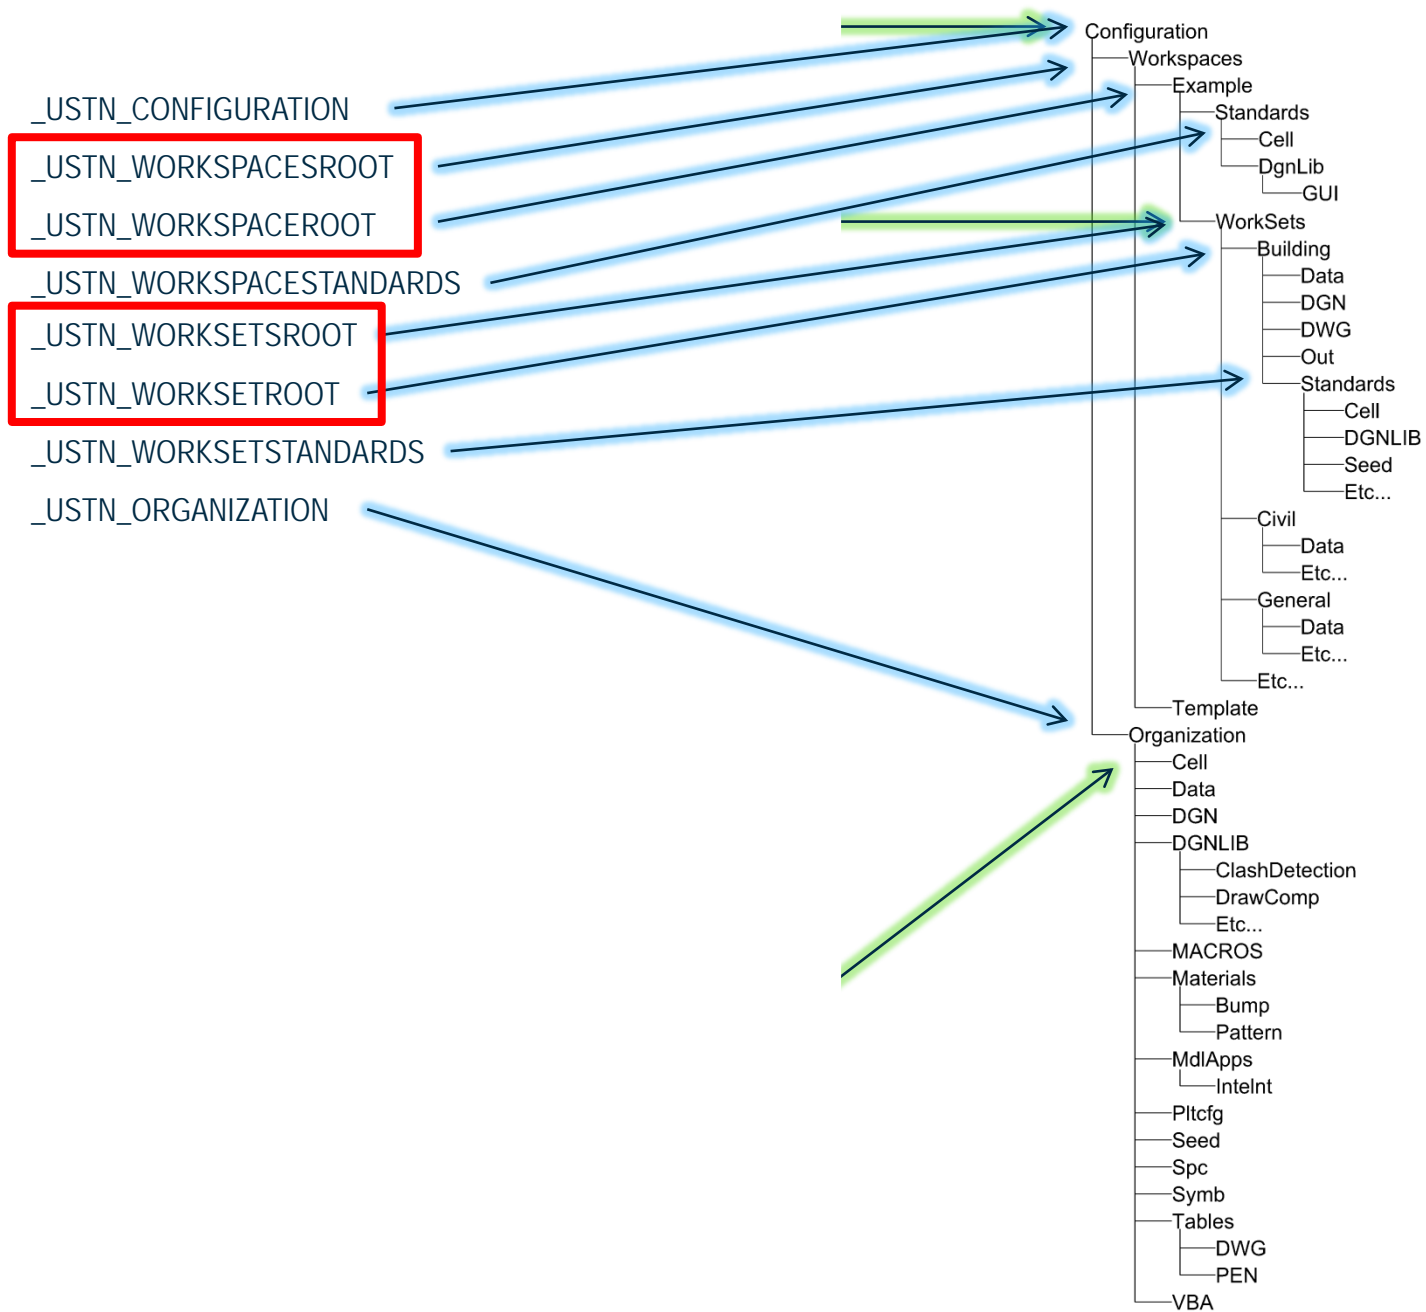 _USTN_CONFIGURATION
_USTN_WORKSPACESROOT
_USTN_WORKSPACEROOT
_USTN_WORKSPACESTANDARDS
_USTN_WORKSETSROOT
_USTN_WORKSETROOT
_USTN_WORKSETSTANDARDS
_USTN_ORGANIZATION
Configuration
Workspaces
Example
Standards
Cell
DgnLib
GUI
WorkSets
Building
Data
DGN
DWG
Out
Standards
Cell
DGNLIB
Seed
Etc...
Civil
Data
Etc...
General
Data
Etc...
Etc...
Template
Organization
Cell
Data
DGN
DGNLIB
ClashDetection
DrawComp
Etc...
MACROS
Materials
Bump
Pattern
MdlApps
IntelInt
Pltcfg
Seed
Spc
Symb
Tables
DWG
PEN
VBA